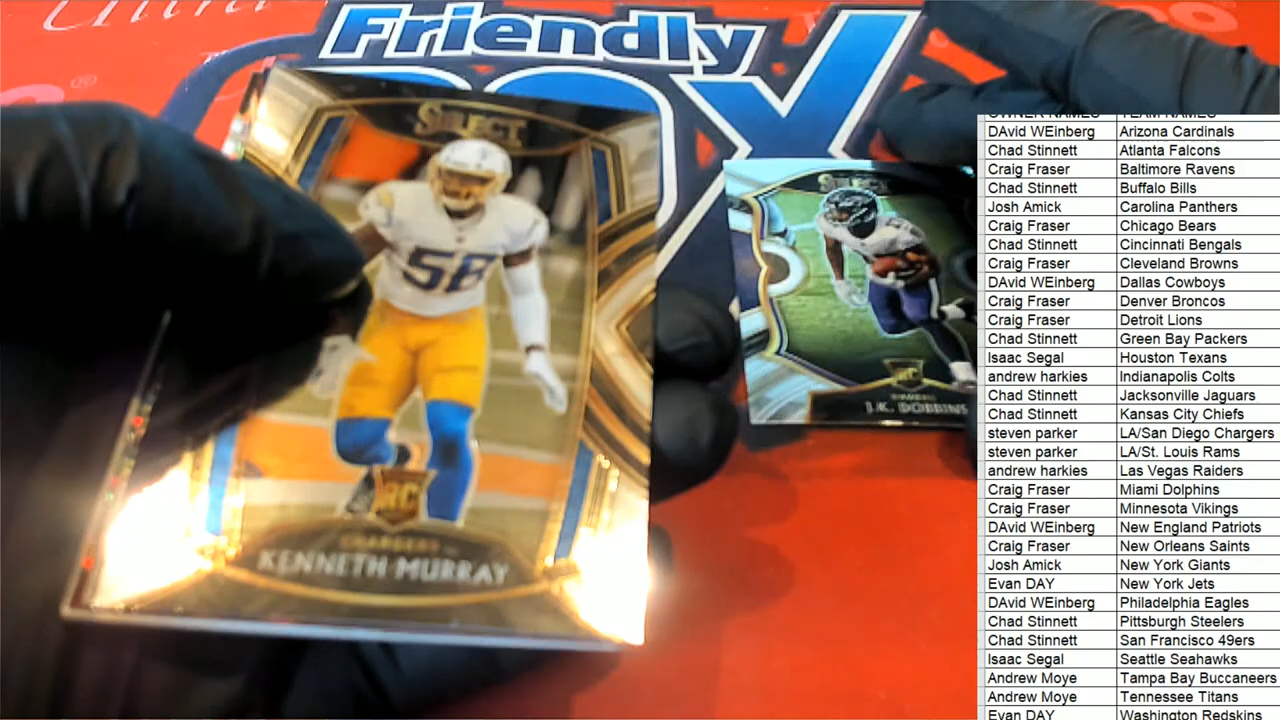 Friendly
SELECT
58
RC
CHARGERS
KENNETH MURRAY
SELECT
RC
J.K. DOBBINS
OWNER NAMES TEAM NAMES
DAvid WEinberg Arizona Cardinals
Chad Stinnett Atlanta Falcons
Craig Fraser Baltimore Ravens
Chad Stinnett Buffalo Bills
Josh Amick Carolina Panthers
Craig Fraser Chicago Bears
Chad Stinnett Cincinnati Bengals
Craig Fraser Cleveland Browns
DAvid WEinberg Dallas Cowboys
Craig Fraser Denver Broncos
Craig Fraser Detroit Lions
Chad Stinnett Green Bay Packers
Isaac Segal Houston Texans
andrew harkies Indianapolis Colts
Chad Stinnett Jacksonville Jaguars
Chad Stinnett Kansas City Chiefs
steven parker LA/San Diego Chargers
steven parker LA/St. Louis Rams
andrew harkies Las Vegas Raiders
Craig Fraser Miami Dolphins
Craig Fraser Minnesota Vikings
DAvid WEinberg New England Patriots
Craig Fraser New Orleans Saints
Josh Amick New York Giants
Evan DAY New York Jets
DAvid WEinberg Philadelphia Eagles
Chad Stinnett Pittsburgh Steelers
Chad Stinnett San Francisco 49ers
Isaac Segal Seattle Seahawks
Andrew Moye Tampa Bay Buccaneers
Andrew Moye Tennessee Titans
Evan DAY Washington Redskins